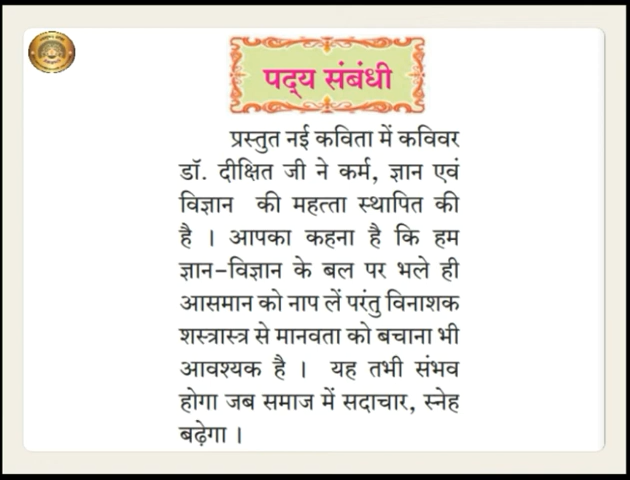 पद्य संबंधी
प्रस्तुत नई कविता में कविवर
डॉ. दीक्षित जी ने कर्म, ज्ञान एवं
विज्ञान की महत्ता स्थापित की
है । आपका कहना है कि हम
ज्ञान-विज्ञान के बल पर भले ही
आसमान को नाप लें परंतु विनाशक
शस्त्रास्त्र से मानवता को बचाना भी
आवश्यक है । यह तभी संभव
होगा जब समाज में सदाचार, स्नेह
बढ़ेगा ।